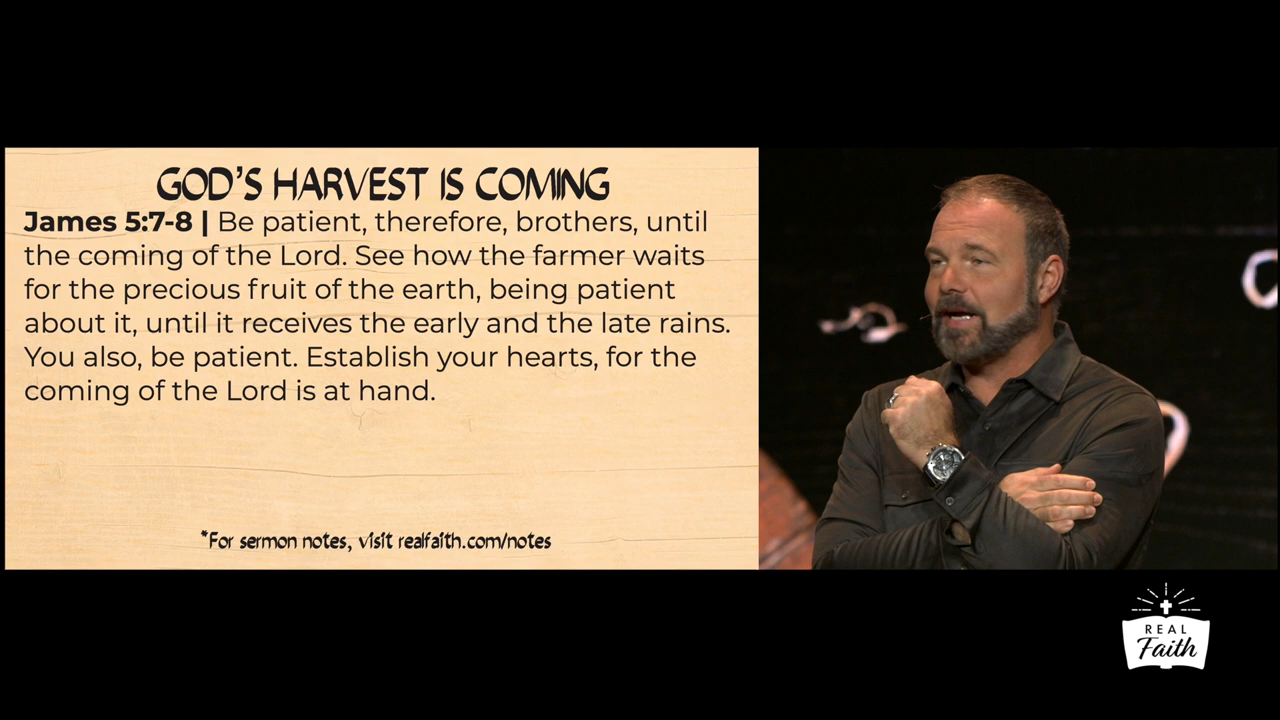 GOD'S HARVEST IS COMING
James 5:7-8 | Be patient, therefore, brothers, until
the coming of the Lord. See how the farmer waits
for the precious fruit of the earth, being patient
about it, until it receives the early and the late rains.
You also, be patient. Establish your hearts, for the
coming of the Lord is at hand.
*For sermon notes, visit realfaith.com/notes
REAL
Faith